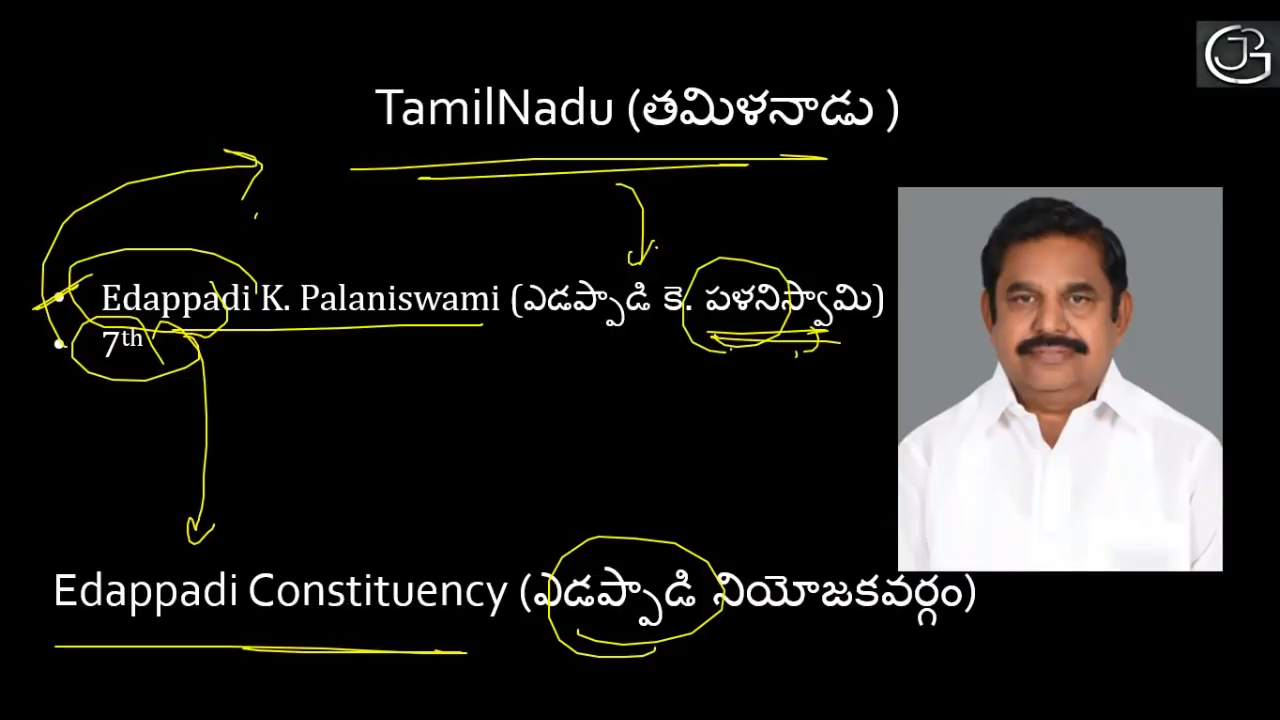 TamilNadu (తమిళనాడు )
Edappadi K. Palaniswami (ఎడప్పాడి కె. పళనిస్వామి)
7th
Edappadi Constituency (ఎడప్పాడి నియోజకవర్గం)